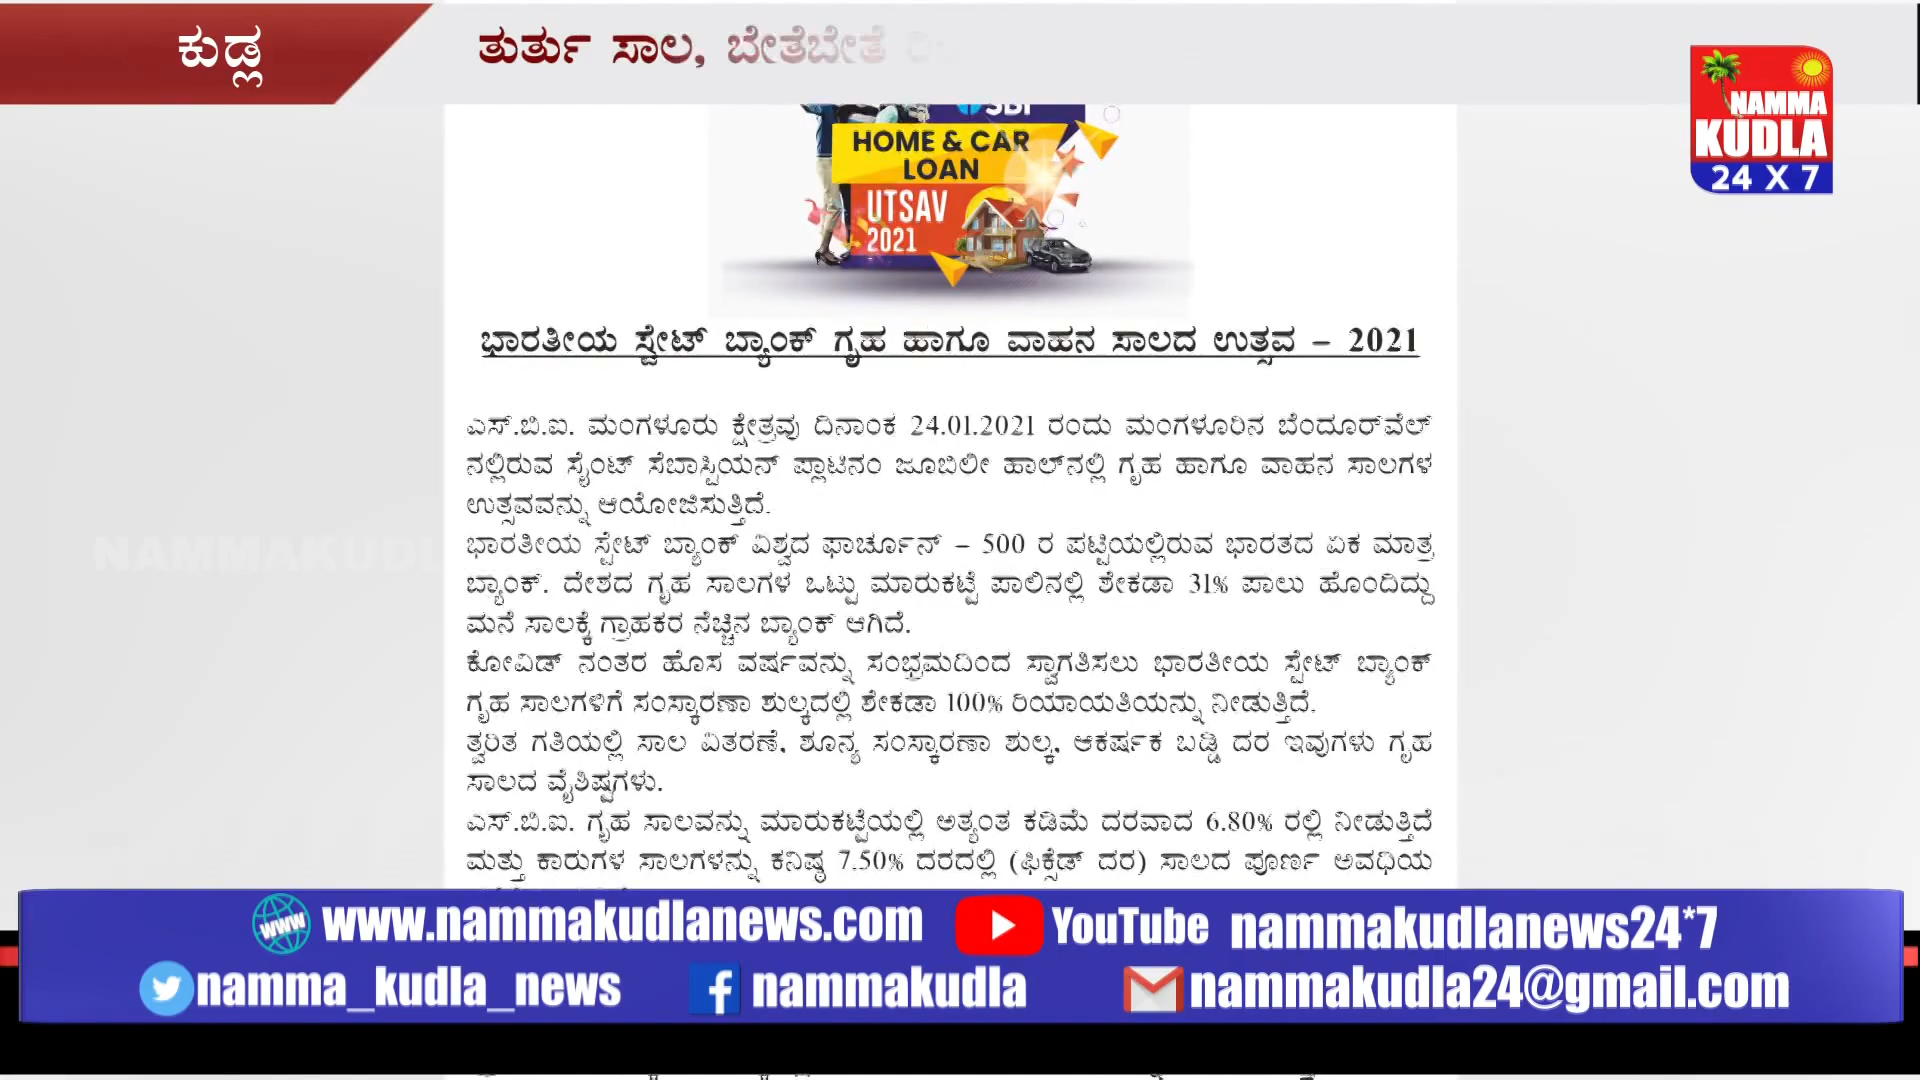 ಕುಡ್ಲ
ತುರ್ತು ಸಾಲ, ಬೇತೆಬೇತೆ
NAMMA
KUDLA
24 X 7
SBI
HOME & CAR
LOAN
UTSAV
2021
ಭಾರತೀಯ ಸ್ಟೇಟ್ ಬ್ಯಾಂಕ್ ಗೃಹ ಹಾಗೂ ವಾಹನ ಸಾಲದ ಉತ್ಸವ – 2021
ಎಸ್.ಬಿ.ಐ. ಮಂಗಳೂರು ಕ್ಷೇತ್ರವು ದಿನಾಂಕ 24.01.2021 ರಂದು ಮಂಗಳೂರಿನ ಬೆಂದೂರ್‌ವೆಲ್
ನಲ್ಲಿರುವ ಸೈಂಟ್ ಸೆಬಾಸ್ಟಿಯನ್ ಪ್ಲಾಟಿನಂ ಜೂಬಿಲೀ ಹಾಲ್‌ನಲ್ಲಿ ಗೃಹ ಹಾಗೂ ವಾಹನ ಸಾಲಗಳ
ಉತ್ಸವವನ್ನು ಆಯೋಜಿಸುತ್ತಿದೆ.
ಭಾರತೀಯ ಸ್ಟೇಟ್ ಬ್ಯಾಂಕ್ ವಿಶ್ವದ ಫಾರ್ಚೂನ್ – 500 ರ ಪಟ್ಟಿಯಲ್ಲಿರುವ ಭಾರತದ ಏಕ ಮಾತ್ರ
ಬ್ಯಾಂಕ್. ದೇಶದ ಗೃಹ ಸಾಲಗಳ ಒಟ್ಟು ಮಾರುಕಟ್ಟೆ ಪಾಲಿನಲ್ಲಿ ಶೇಕಡಾ 31% ಪಾಲು ಹೊಂದಿದ್ದು
ಮನೆ ಸಾಲಕ್ಕೆ ಗ್ರಾಹಕರ ನೆಚ್ಚಿನ ಬ್ಯಾಂಕ್ ಆಗಿದೆ.
ಕೋವಿಡ್ ನಂತರ ಹೊಸ ವರ್ಷವನ್ನು ಸಂಭ್ರಮದಿಂದ ಸ್ವಾಗತಿಸಲು ಭಾರತೀಯ ಸ್ಟೇಟ್ ಬ್ಯಾಂಕ್
ಗೃಹ ಸಾಲಗಳಿಗೆ ಸಂಸ್ಕಾರಣಾ ಶುಲ್ಕದಲ್ಲಿ ಶೇಕಡಾ 100% ರಿಯಾಯತಿಯನ್ನು ನೀಡುತ್ತಿದೆ.
ತ್ವರಿತ ಗತಿಯಲ್ಲಿ ಸಾಲ ವಿತರಣೆ, ಶೂನ್ಯ ಸಂಸ್ಕಾರಣಾ ಶುಲ್ಕ, ಆಕರ್ಷಕ ಬಡ್ಡಿ ದರ ಇವುಗಳು ಗೃಹ
ಸಾಲದ ವೈಶಿಷ್ಟ್ಯಗಳು.
ಎಸ್.ಬಿ.ಐ. ಗೃಹ ಸಾಲವನ್ನು ಮಾರುಕಟ್ಟೆಯಲ್ಲಿ ಅತ್ಯಂತ ಕಡಿಮೆ ದರವಾದ 6.80% ರಲ್ಲಿ ನೀಡುತ್ತಿದೆ
ಮತ್ತು ಕಾರುಗಳ ಸಾಲಗಳನ್ನು ಕನಿಷ್ಠ 7.50% ದರದಲ್ಲಿ (ಫಿಕ್ಸೆಡ್ ದರ) ಸಾಲದ ಪೂರ್ಣ ಅವಧಿಯ
NAMMAKUDL
www.nammakudlanews.com
YouTube nammakudlanews24*7
namma_kudla_news
nammakudla
nammakudla24@gmail.com